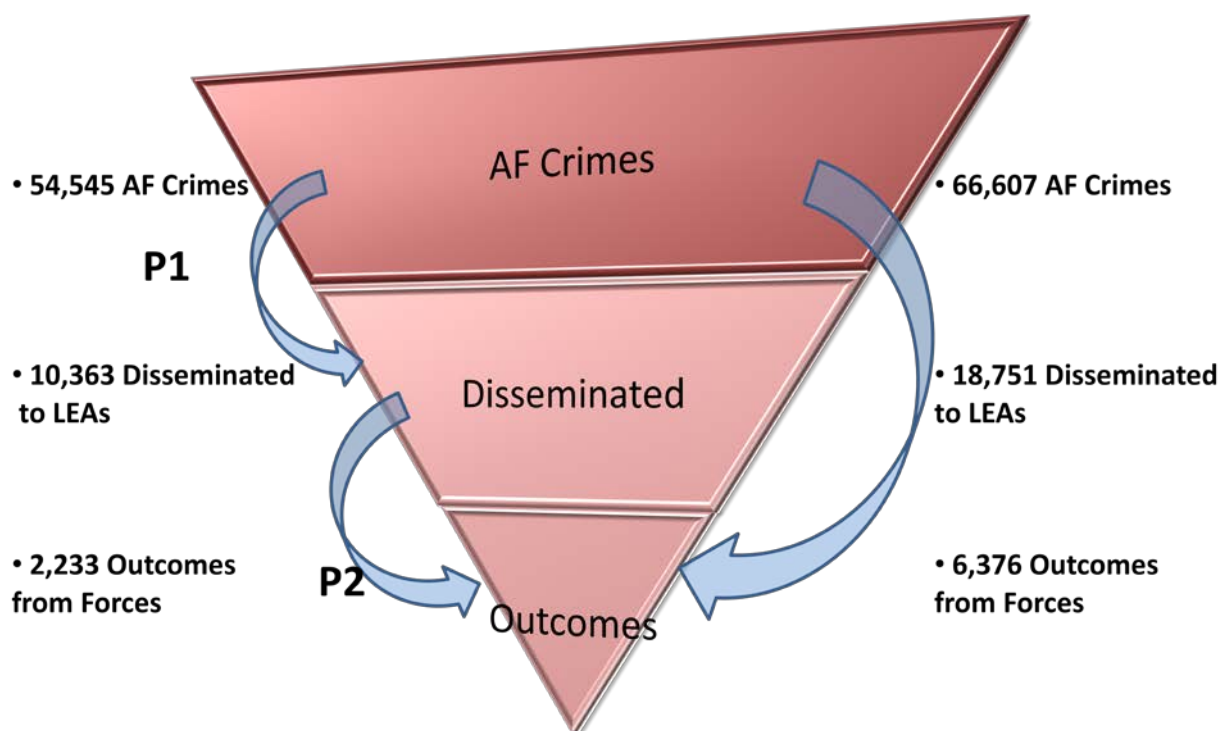 AF Crimes
• 54,545 AF Crimes
• 66,607 AF Crimes
P1
• 10,363 Disseminated
to LEAs
Disseminated
• 18,751 Disseminated
to LEAs
• 2,233 Outcomes
from Forces
P2
Outcomes
• 6,376 Outcomes
from Forces